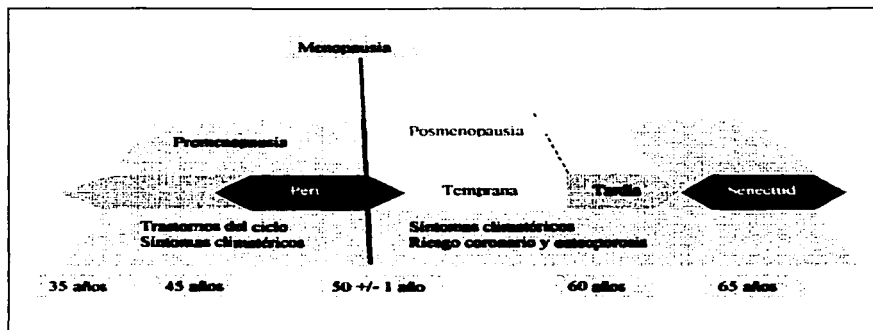 Menopausia
Posmenopausia
Premenopausia
Peri
Temprana
Tardía
Senectud
Trastornos del ciclo
Síntomas climatéricos
Síntomas climatéricos
Riesgo coronario y osteoporosis
35 años
45 años
50 +/- 1 año
60 años
65 años